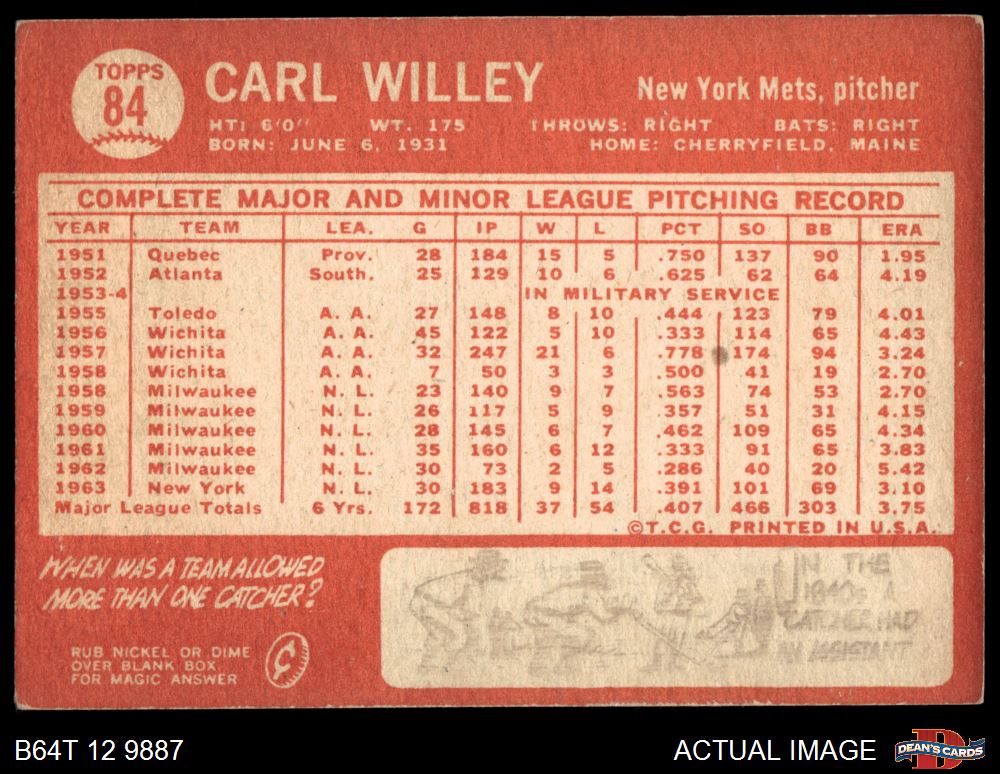 TOPPS
84
CARL WILLEY
New York Mets, pitcher
HT: 6'0" WT. 175 THROWS: RIGHT BATS: RIGHT
BORN: JUNE 6, 1931 HOME: CHERRYFIELD, MAINE
COMPLETE MAJOR AND MINOR LEAGUE PITCHING RECORD
YEAR TEAM LEA. G IP W L PCT SO BB ERA
1951 Quebec Prov. 28 184 15 5 .750 137 90 1.95
1952 Atlanta South. 25 129 10 6 .625 62 64 4.19
1953-4 IN MILITARY SERVICE
1955 Toledo A. A. 27 148 8 10 .444 123 79 4.01
1956 Wichita A. A. 45 122 5 10 .333 114 65 4.43
1957 Wichita A. A. 32 247 21 6 .778 174 94 3.24
1958 Wichita A. A. 7 50 3 3 .500 41 19 2.70
1958 Milwaukee N. L. 23 140 9 7 .563 74 53 2.70
1959 Milwaukee N. L. 26 117 5 9 .357 51 31 4.15
1960 Milwaukee N. L. 28 145 6 7 .462 109 65 4.34
1961 Milwaukee N. L. 35 160 6 12 .333 91 65 3.83
1962 Milwaukee N. L. 30 73 2 5 .286 40 20 5.42
1963 New York N. L. 30 183 9 14 .391 101 69 3.10
Major League Totals 6 Yrs. 172 818 37 54 .407 466 303 3.75
©T.C.G. PRINTED IN U.S.A.
WHEN WAS A TEAM ALLOWED
MORE THAN ONE CATCHER?
RUB NICKEL OR DIME
OVER BLANK BOX
FOR MAGIC ANSWER
IN THE
1840s A
CATCHER HAD
AN ASSISTANT
B64T 12 9887
ACTUAL IMAGE
DEAN'S CARDS